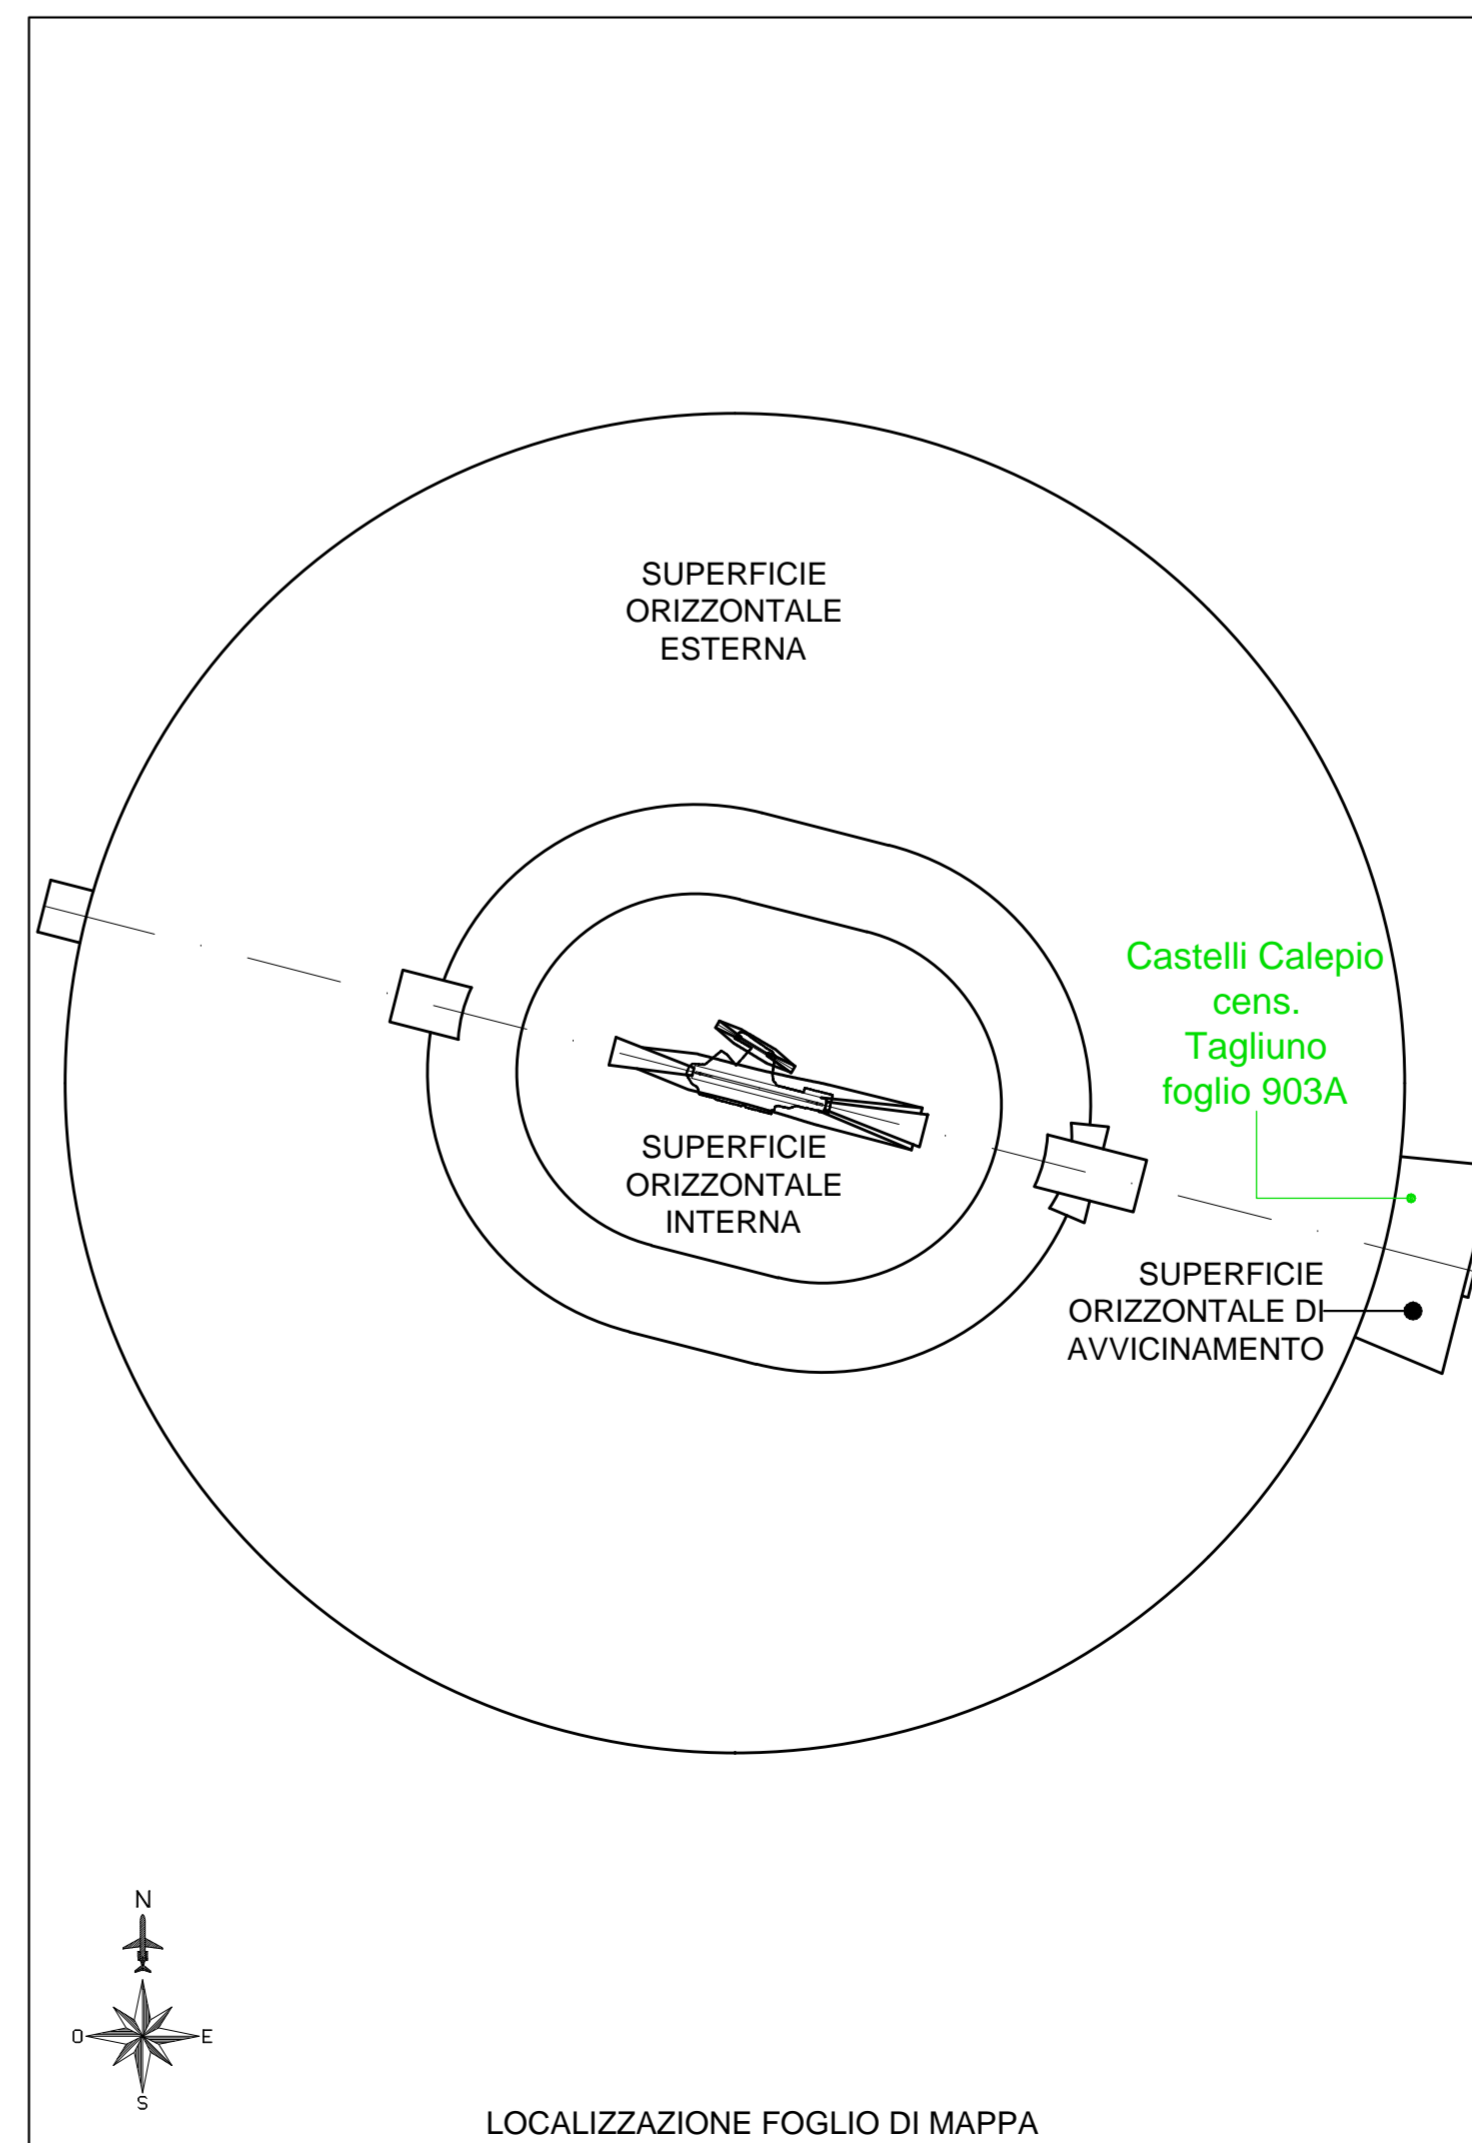 SUPERFICIE
ORIZZONTALE
ESTERNA
Castelli Calepio
cens.
Tagliuno
foglio 903A
SUPERFICIE
ORIZZONTALE
INTERNA
SUPERFICIE
ORIZZONTALE DI
AVVICINAMENTO
N
O
E
S
LOCALIZZAZIONE FOGLIO DI MAPPA